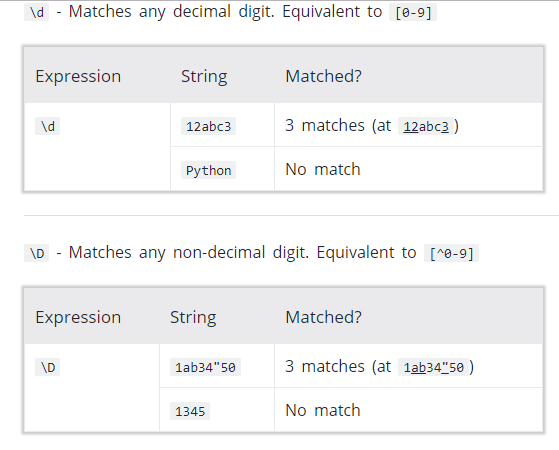 \d - Matches any decimal digit. Equivalent to [0-9]
Expression String Matched?
\d 12abc3 3 matches (at 12abc3 )
Python No match
\D - Matches any non-decimal digit. Equivalent to [^0-9]
Expression String Matched?
\D 1ab34"50 3 matches (at 1ab34"50 )
1345 No match